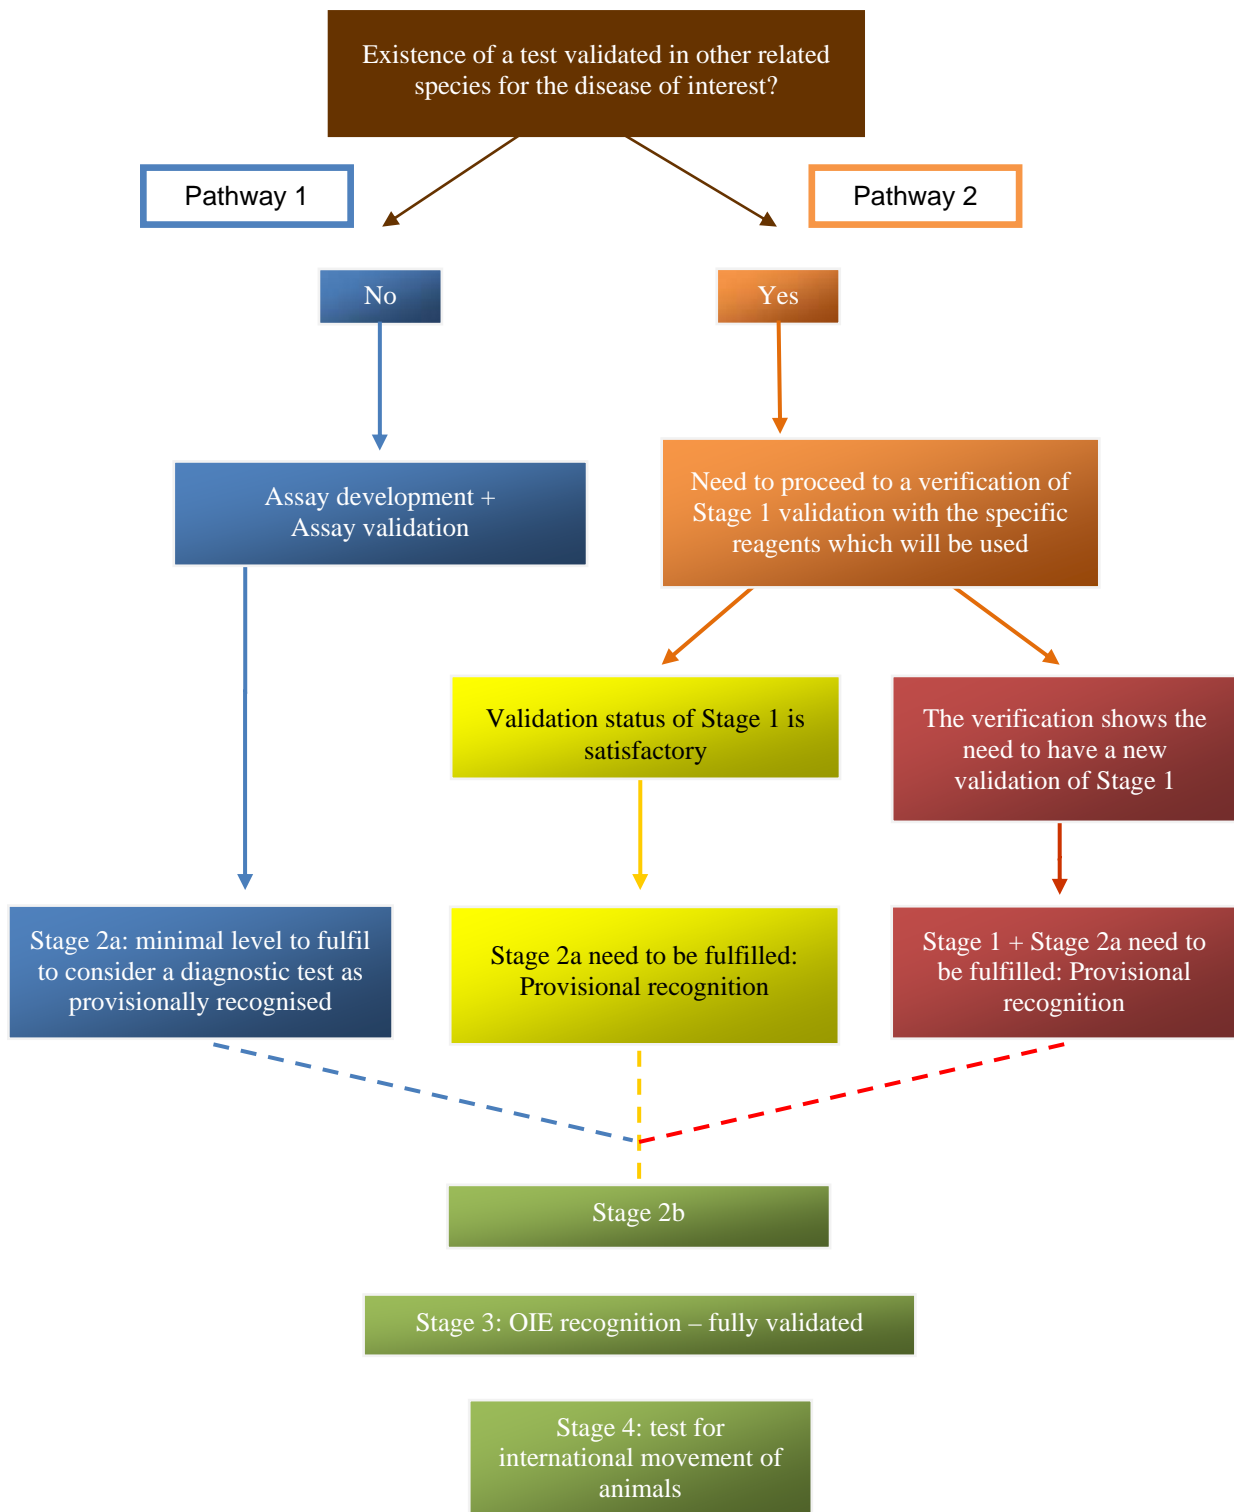 Existence of a test validated in other related
species for the disease of interest?
Pathway 1
Pathway 2
No
Yes
Assay development +
Assay validation
Need to proceed to a verification of
Stage 1 validation with the specific
reagents which will be used
Validation status of Stage 1 is
satisfactory
The verification shows the
need to have a new
validation of Stage 1
Stage 2a: minimal level to fulfil
to consider a diagnostic test as
provisionally recognised
Stage 2a need to be fulfilled:
Provisional recognition
Stage 1 + Stage 2a need to
be fulfilled: Provisional
recognition
Stage 2b
Stage 3: OIE recognition – fully validated
Stage 4: test for
international movement of
animals